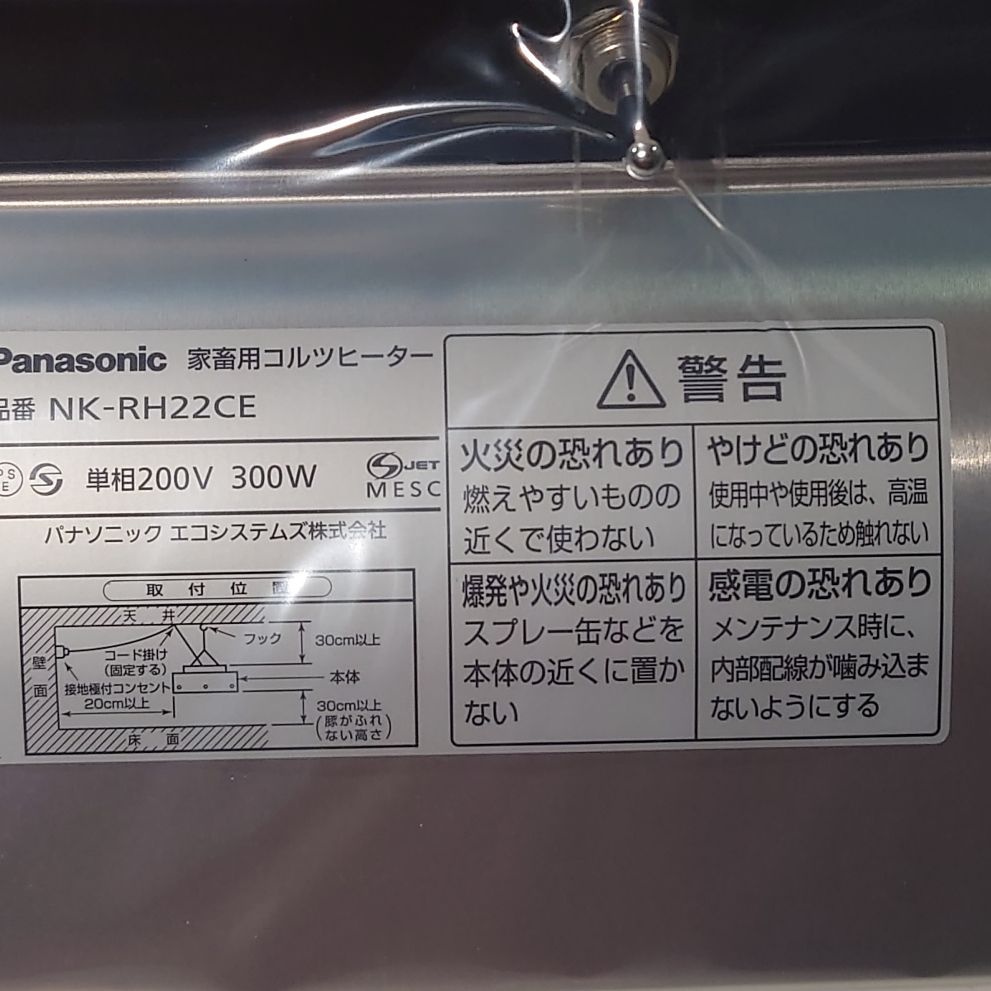 Panasonic 家畜用コルツヒーター
品番 NK-RH22CE
PS
E
単相200V 300W
JET
MESC
パナソニック エコシステムズ株式会社
取付位置
天井
フック
30cm以上
壁面
コード掛け
(固定する)
接地極付コンセント
20cm以上
本体
30cm以上
(豚がふれ
ない高さ)
床面
警告
火災の恐れあり
燃えやすいものの
近くで使わない
やけどの恐れあり
使用中や使用後は、高温
になっているため触れない
爆発や火災の恐れあり
スプレー缶などを
本体の近くに置か
ない
感電の恐れあり
メンテナンス時に、
内部配線が噛み込ま
ないようにする